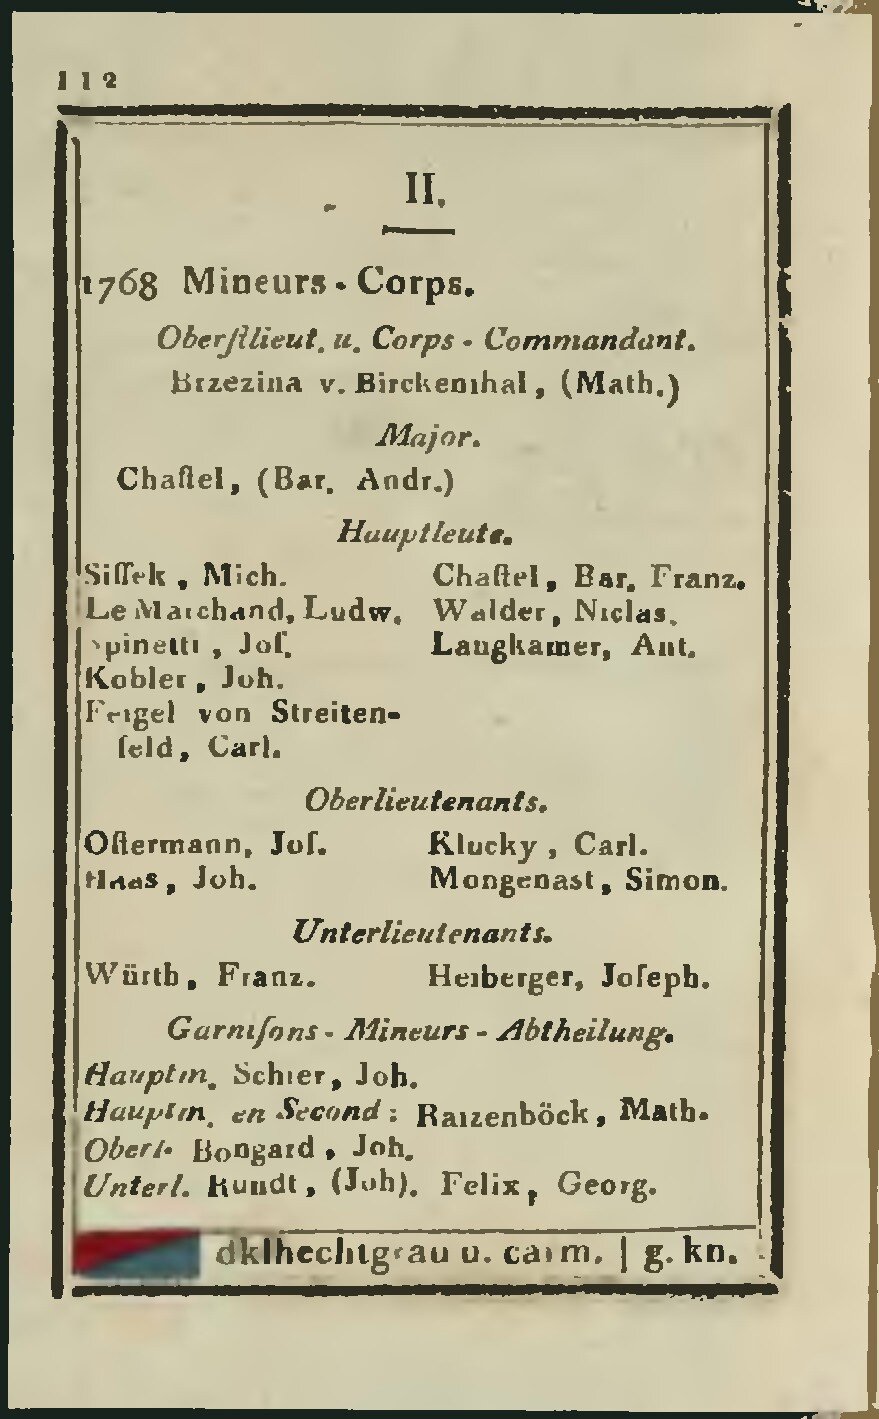 112
II.
1768 Mineurs-Corps.
Oberſtlieut. u. Corps-Commandant.
Brzezina v. Birckenthal, (Math.)
Major.
Chaſtel, (Bar. Andr.)
Hauptleute.
Siſſek, Mich. Chaſtel, Bar. Franz.
Le Marchand, Ludw. Walder, Niclas.
Spinetti, Joſ. Laugkamer, Ant.
Kobler, Joh.
Feigel von Streiten-
feld, Carl.
Oberlieutenants.
Oſtermann, Joſ. Klucky, Carl.
Haas, Joh. Mongenast, Simon.
Unterlieutenants.
Würth, Franz. Heiberger, Joſeph.
Garniſons-Mineurs-Abtheilung.
Hauptm. Schier, Joh.
Hauptm. en Second: Raizenböck, Math.
Oberl. Bongard, Joh.
Unterl. Kundt, (Joh). Felix, Georg.
dklhechtgrau u. carm. | g. kn.